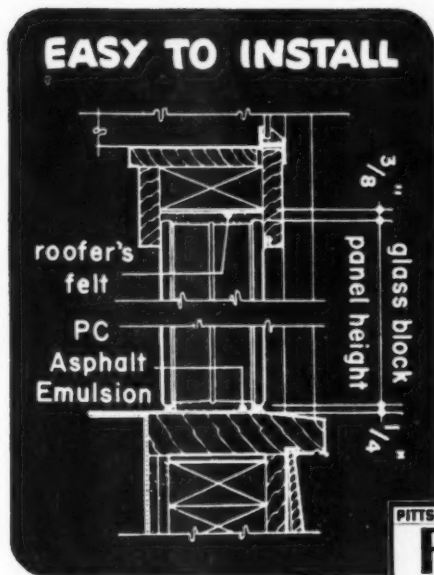 EASY TO INSTALL
3/8"
roofer's
felt
glass block
panel height
PC
Asphalt
Emulsion
1/4"
PITTS